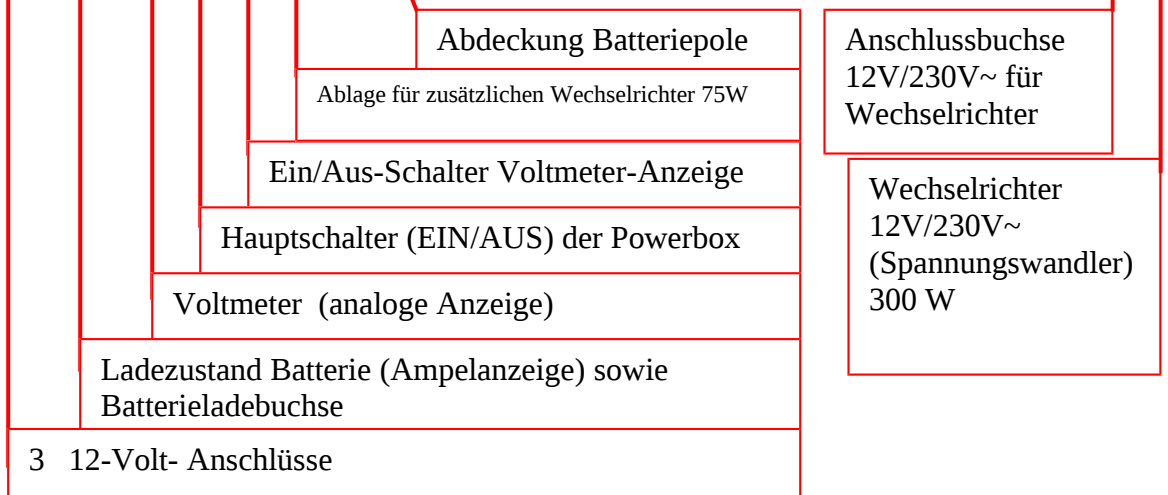 Abdeckung Batteriepole
Ablage für zusätzlichen Wechselrichter 75W
Ein/Aus-Schalter Voltmeter-Anzeige
Hauptschalter (EIN/AUS) der Powerbox
Voltmeter  (analoge Anzeige)
Ladezustand Batterie (Ampelanzeige) sowie
Batterieladebuchse
3   12-Volt- Anschlüsse
Anschlussbuchse
12V/230V~ für
Wechselrichter
Wechselrichter
12V/230V~
(Spannungswandler)
300 W